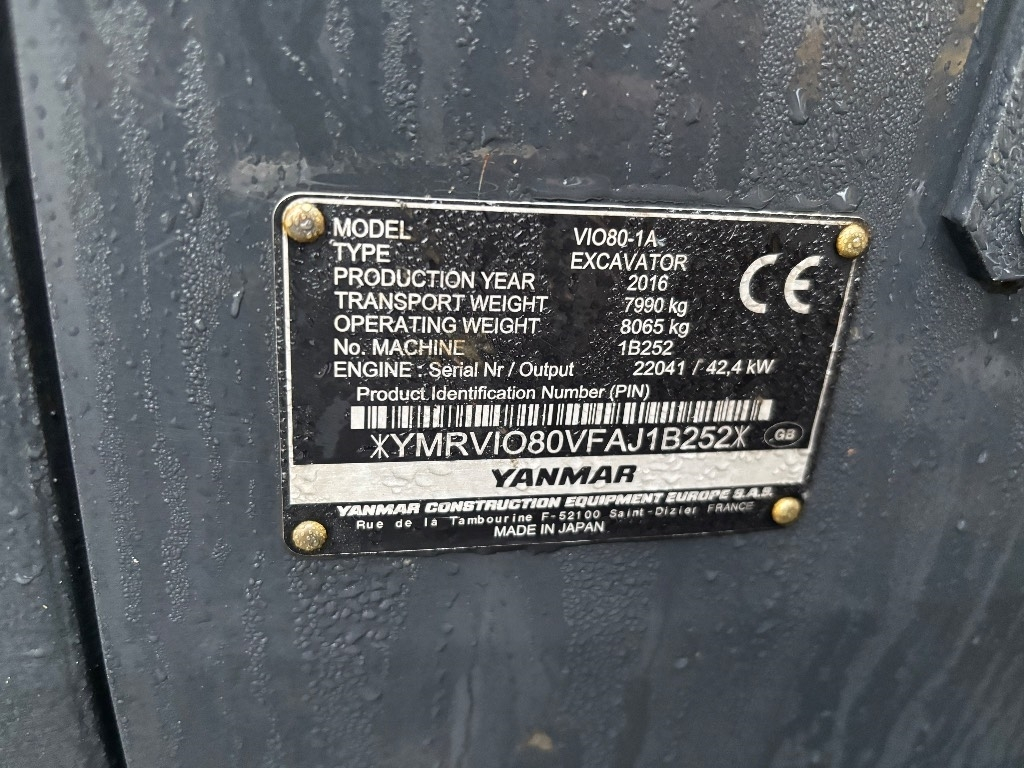 MODEL VIO80-1A
TYPE EXCAVATOR
PRODUCTION YEAR 2016
TRANSPORT WEIGHT 7990 kg
OPERATING WEIGHT 8065 kg
No. MACHINE 1B252
ENGINE : Serial Nr / Output 22041 / 42,4 kW
CE
Product Identification Number (PIN)
*YMRVIO80VFAJ1B252* GB
YANMAR
YANMAR CONSTRUCTION EQUIPMENT EUROPE S.A.S.
Rue de la Tambourine F-52100 Saint-Dizier FRANCE
MADE IN JAPAN